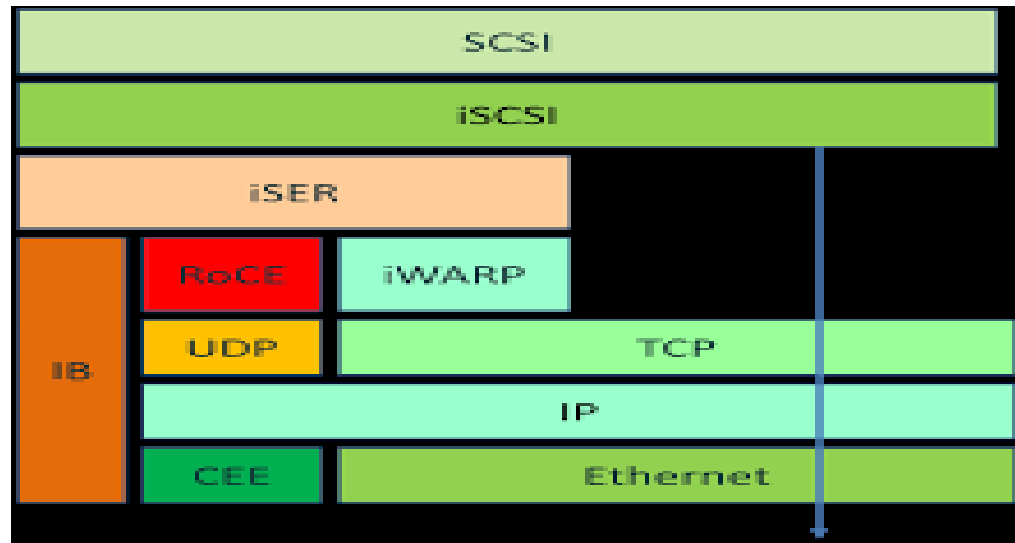 SCSI
iSCSI
iSER
RoCE
iWARP
IB
UDP
TCP
IP
CEE
Ethernet